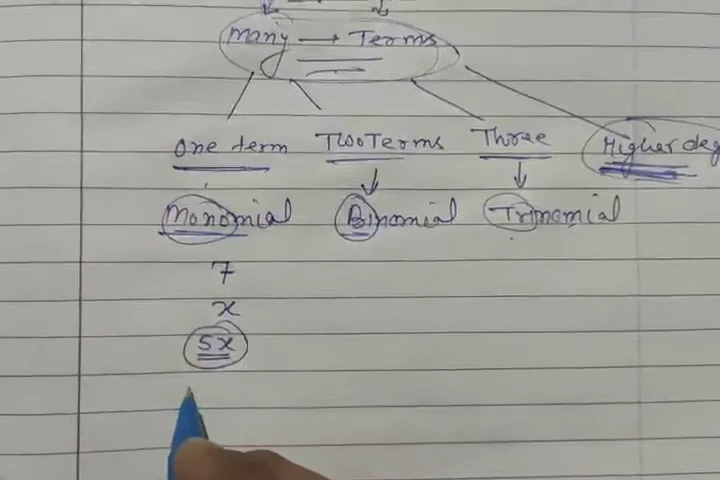 many → Terms
One term Two Terms Three Higher deg
Monomial Binomial Trinomial
7
x
5x